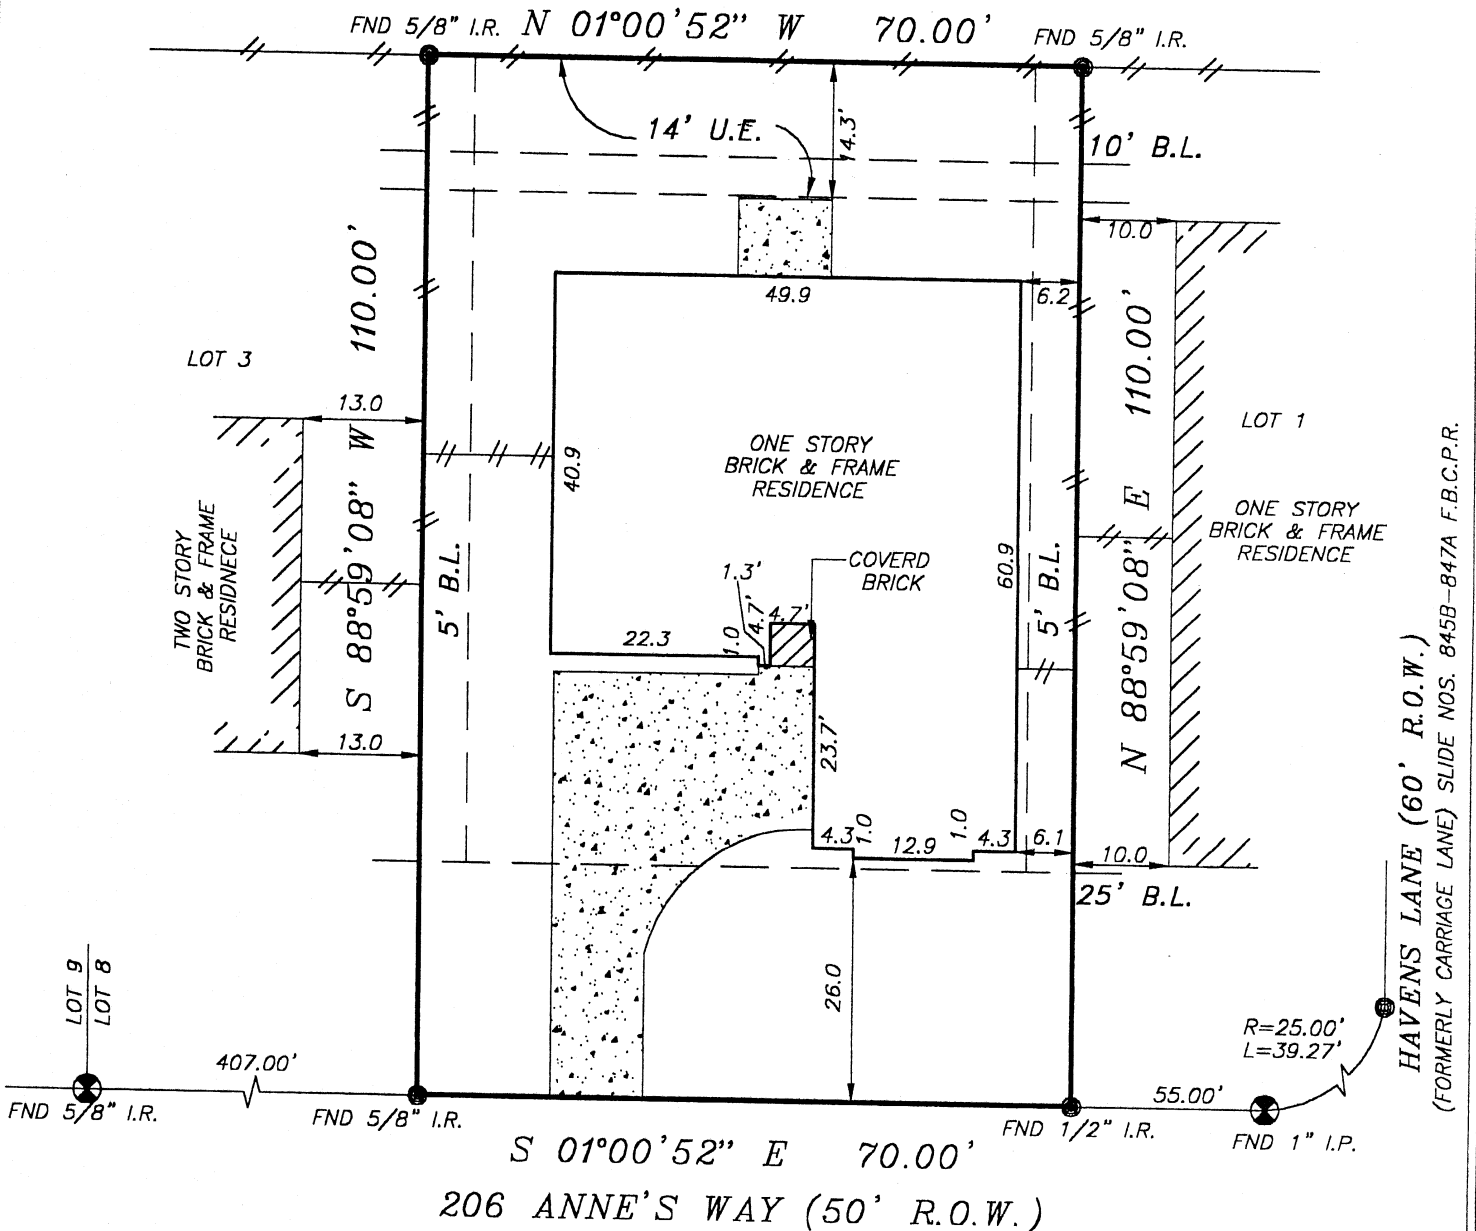 FND 5/8" I.R.
N 01°00'52" W 70.00'
FND 5/8" I.R.
14' U.E.
14.3'
10' B.L.
10.0
49.9
6.2
110.00'
S 88°59'08" W
110.00'
N 88°59'08" E
LOT 3
13.0
40.9
ONE STORY
BRICK & FRAME
RESIDENCE
LOT 1
ONE STORY
BRICK & FRAME
RESIDENCE
TWO STORY
BRICK & FRAME
RESIDNECE
5' B.L.
60.9
5' B.L.
COVERD
BRICK
1.3'
4.7'
4.7'
22.3
1.0
13.0
23.7'
4.3
1.0
12.9
1.0
4.3
6.1
10.0
25' B.L.
26.0
HAVENS LANE (60' R.O.W.)
(FORMERLY CARRIAGE LANE) SLIDE NOS. 845B-847A F.B.C.P.R.
LOT 9
LOT 8
407.00'
R=25.00'
L=39.27'
55.00'
FND 5/8" I.R.
FND 5/8" I.R.
FND 1/2" I.R.
FND 1" I.P.
S 01°00'52" E 70.00'
206 ANNE'S WAY (50' R.O.W.)